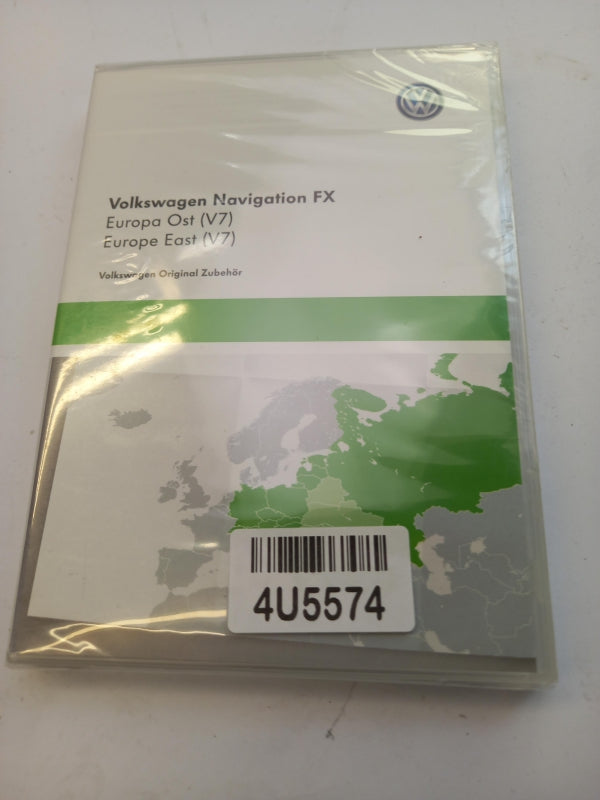 Volkswagen Navigation FX
Europa Ost (V7)
Europe East (V7)
Volkswagen Original Zubehör
4U5574